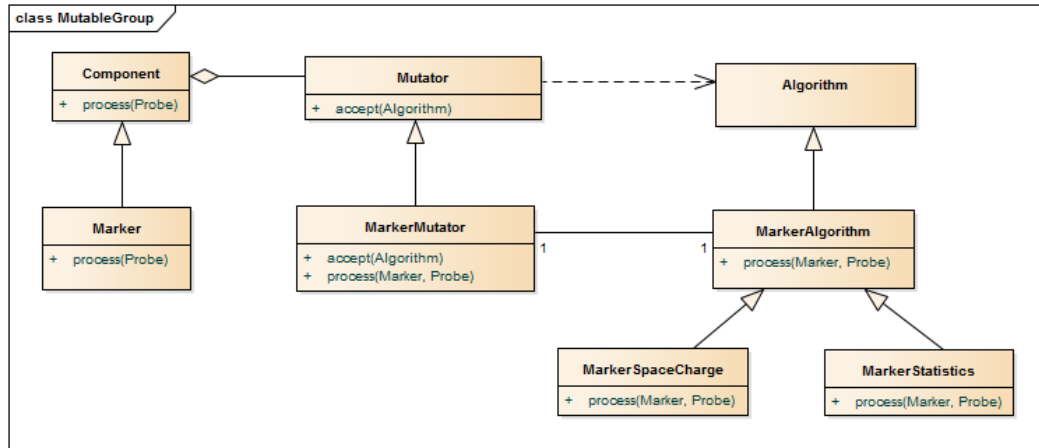 class MutableGroup
Component
+ process(Probe)
Mutator
+ accept(Algorithm)
Algorithm
Marker
+ process(Probe)
MarkerMutator
+ accept(Algorithm)
+ process(Marker, Probe)
1
1
MarkerAlgorithm
+ process(Marker, Probe)
MarkerSpaceCharge
+ process(Marker, Probe)
MarkerStatistics
+ process(Marker, Probe)